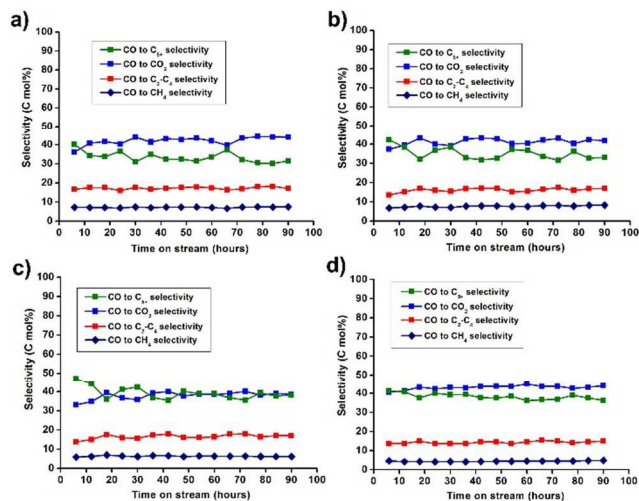 a)
100
90
80
70
60
50
40
30
20
10
0
Selectivity (C mol%)
CO to C5+ selectivity
CO to CO2 selectivity
CO to C2-C4 selectivity
CO to CH4 selectivity
0 10 20 30 40 50 60 70 80 90 100
Time on stream (hours)
b)
100
90
80
70
60
50
40
30
20
10
0
Selectivity (C mol%)
CO to C5+ selectivity
CO to CO2 selectivity
CO to C2-C4 selectivity
CO to CH4 selectivity
0 10 20 30 40 50 60 70 80 90 100
Time on stream (hours)
c)
100
90
80
70
60
50
40
30
20
10
0
Selectivity (C mol%)
CO to C5+ selectivity
CO to CO2 selectivity
CO to C2-C4 selectivity
CO to CH4 selectivity
0 10 20 30 40 50 60 70 80 90 100
Time on stream (hours)
d)
100
90
80
70
60
50
40
30
20
10
0
Selectivity (C mol%)
CO to C5+ selectivity
CO to CO2 selectivity
CO to C2-C4 selectivity
CO to CH4 selectivity
0 10 20 30 40 50 60 70 80 90 100
Time on stream (hours)